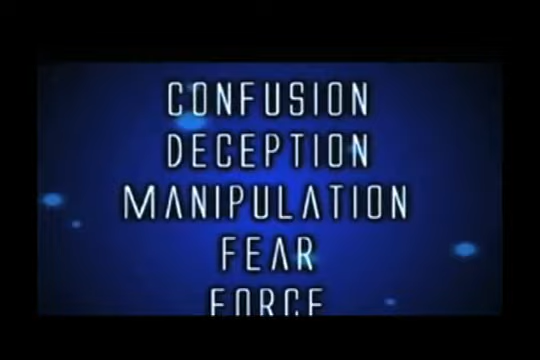 CONFUSION
DECEPTION
MANIPULATION
FEAR
FORCE